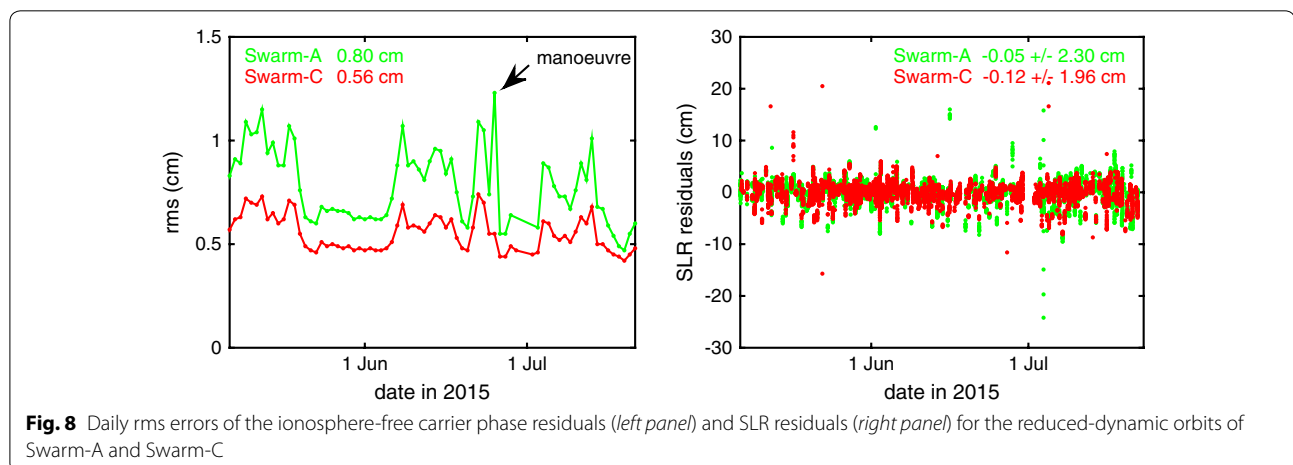 1.5
Swarm-A 0.80 cm
Swarm-C 0.56 cm
manoeuvre
1
rms (cm)
0.5
0
1 Jun
1 Jul
date in 2015
30
Swarm-A -0.05 +/- 2.30 cm
Swarm-C -0.12 +/- 1.96 cm
20
10
SLR residuals (cm)
0
-10
-20
-30
1 Jun
1 Jul
date in 2015
Fig. 8 Daily rms errors of the ionosphere-free carrier phase residuals (left panel) and SLR residuals (right panel) for the reduced-dynamic orbits of
Swarm-A and Swarm-C